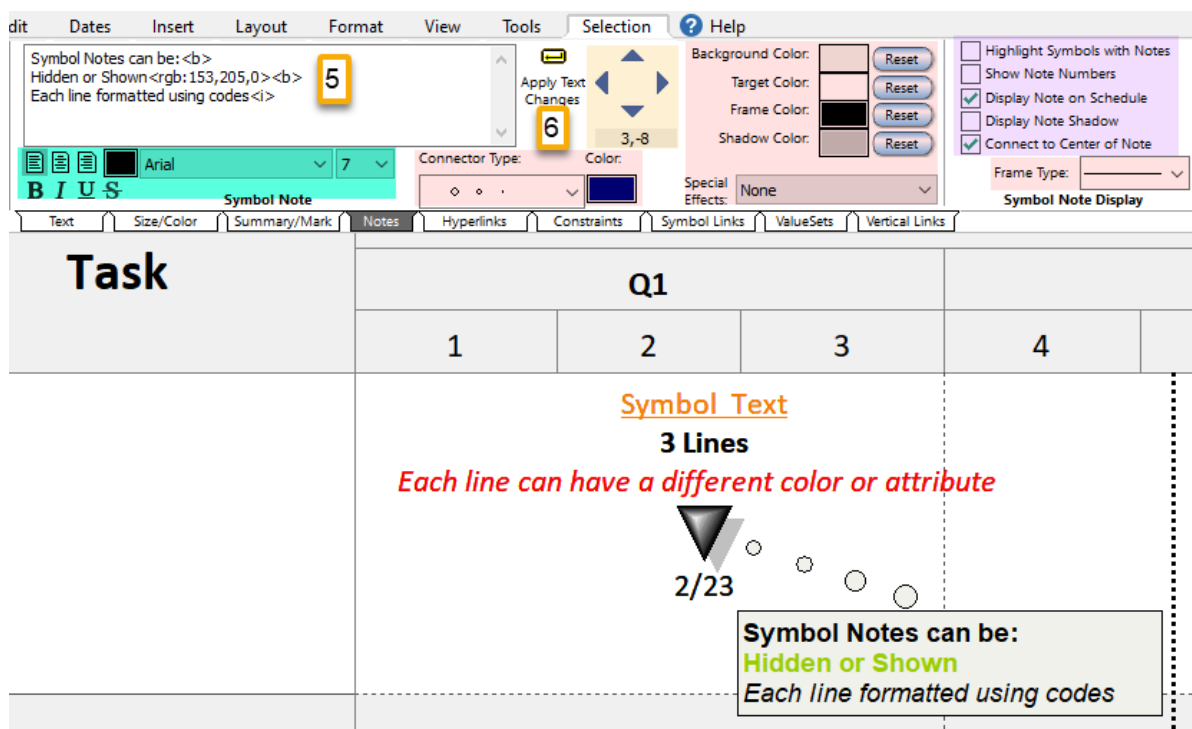 dit Dates Insert Layout Format View Tools Selection ? Help
Symbol Notes can be:<b>
Hidden or Shown<rgb:153,205,0><b>
Each line formatted using codes<i>
5
Apply Text
Changes
6
3,-8
Background Color: Reset
Target Color: Reset
Frame Color: Reset
Shadow Color: Reset
Highlight Symbols with Notes
Show Note Numbers
Display Note on Schedule
Display Note Shadow
Connect to Center of Note
Arial 7
B I U S
Symbol Note
Connector Type: Color:
Special
Effects: None
Frame Type:
Symbol Note Display
Text Size/Color Summary/Mark Notes Hyperlinks Constraints Symbol Links ValueSets Vertical Links
Task
Q1
1 2 3 4
Symbol Text
3 Lines
Each line can have a different color or attribute
2/23
Symbol Notes can be:
Hidden or Shown
Each line formatted using codes